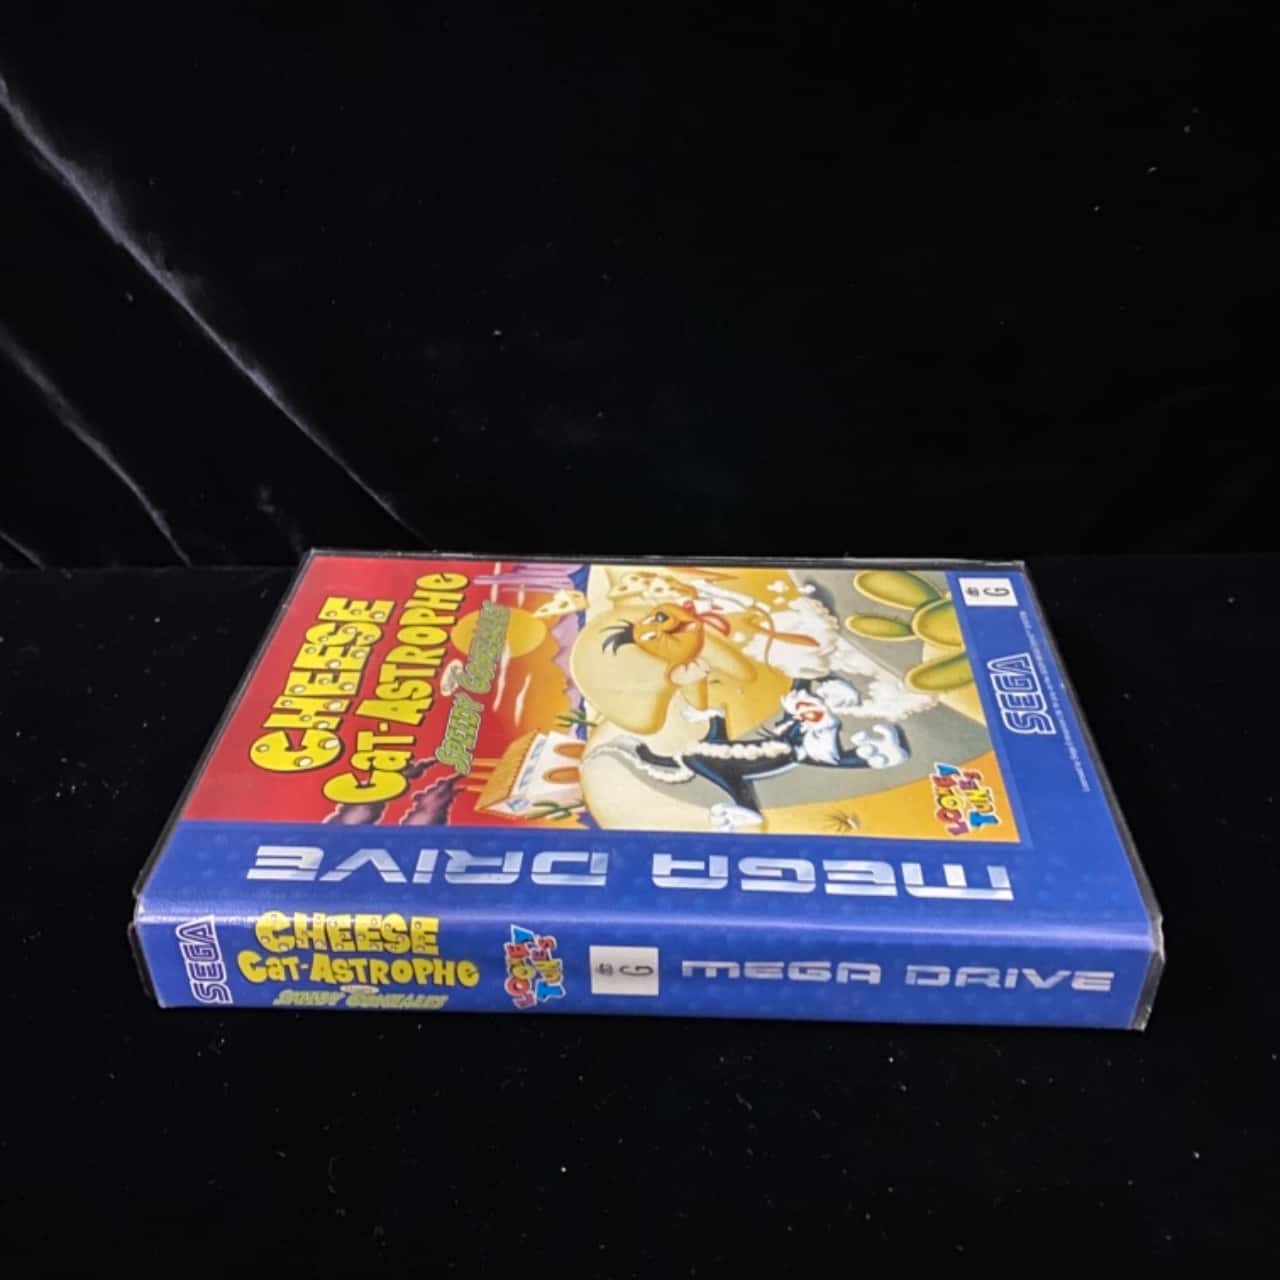 CHEESE
CAT-ASTROPHE
SPEEDY GONZALES
G
SEGA
LOONEY
TUNES
MEGA DRIVE
SEGA
CHEESE
CAT-ASTROPHE
SPEEDY GONZALES
LOONEY
TUNES
G
MEGA DRIVE